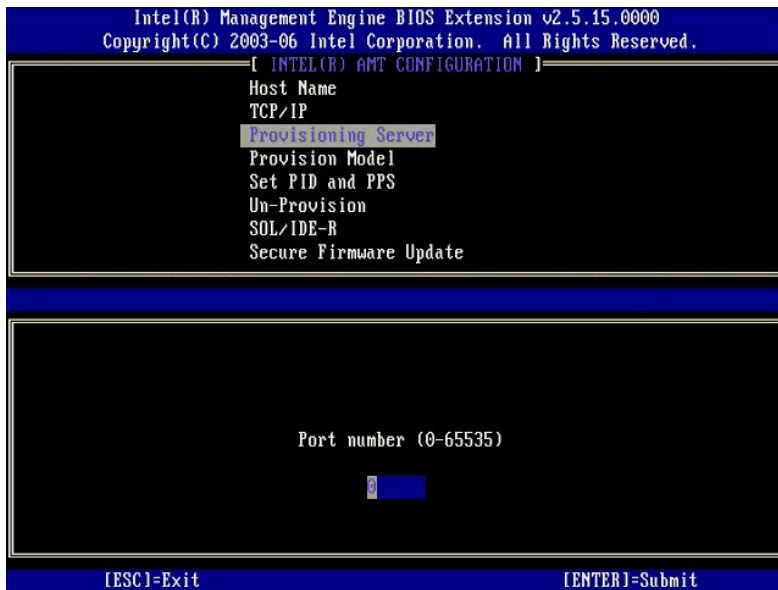 Intel(R) Management Engine BIOS Extension v2.5.15.0000
Copyright(C) 2003-06 Intel Corporation. All Rights Reserved.
[ INTEL(R) AMT CONFIGURATION ]
Host Name
TCP/IP
Provisioning Server
Provision Model
Set PID and PPS
Un-Provision
SOL/IDE-R
Secure Firmware Update
Port number (0-65535)
0
[ESC]=Exit [ENTER]=Submit